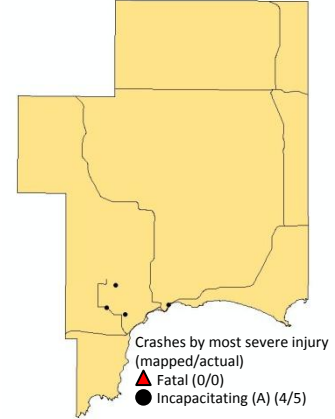 Crashes by most severe injury
(mapped/actual)
Fatal (0/0)
Incapacitating (A) (4/5)